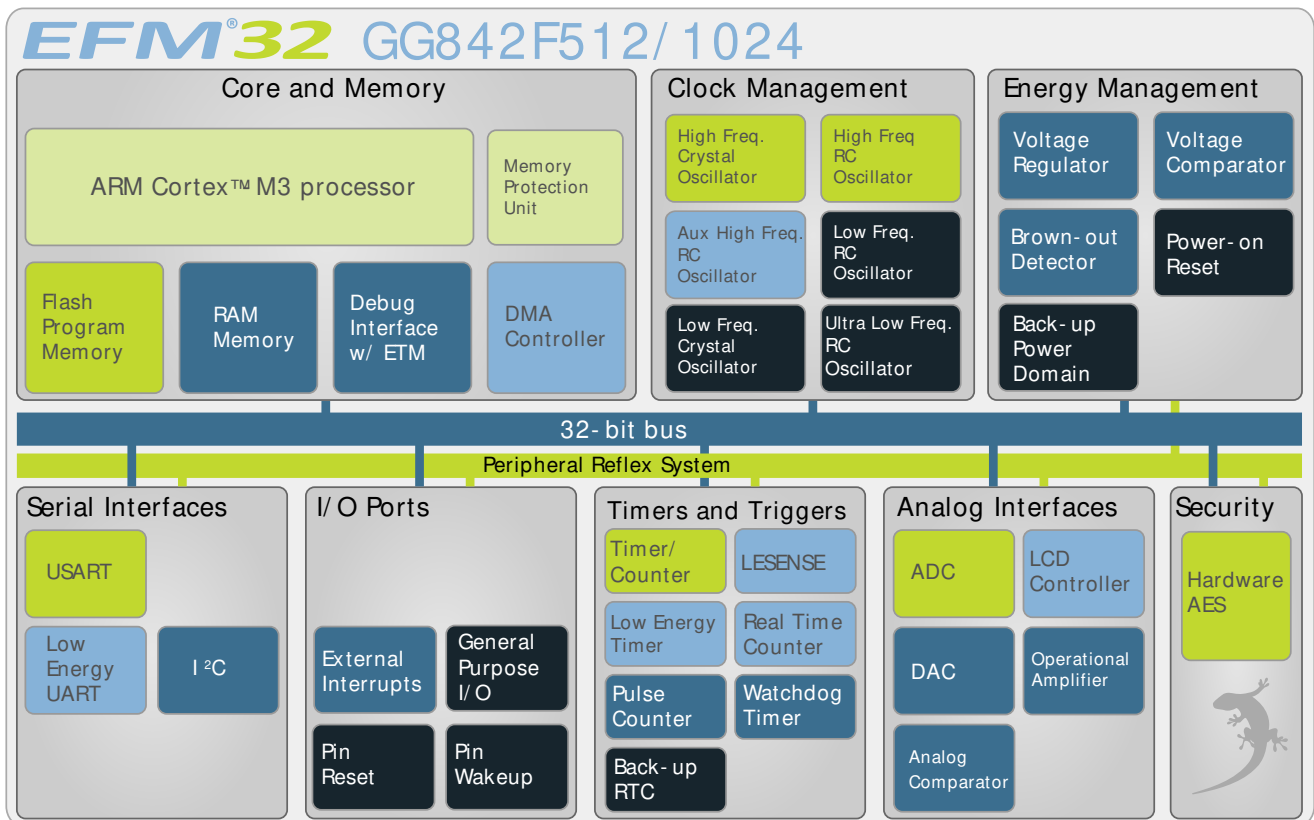 EFM®32 GG842F512/1024
Core and Memory
ARM Cortex™ M3 processor
Memory
Protection
Unit
Flash
Program
Memory
RAM
Memory
Debug
Interface
w/ ETM
DMA
Controller
Clock Management
High Freq.
Crystal
Oscillator
High Freq
RC
Oscillator
Aux High Freq.
RC
Oscillator
Low Freq.
RC
Oscillator
Low Freq.
Crystal
Oscillator
Ultra Low Freq.
RC
Oscillator
Energy Management
Voltage
Regulator
Voltage
Comparator
Brown-out
Detector
Power-on
Reset
Back-up
Power
Domain
32-bit bus
Peripheral Reflex System
Serial Interfaces
USART
Low
Energy
UART
I²C
I/O Ports
External
Interrupts
General
Purpose
I/O
Pin
Reset
Pin
Wakeup
Timers and Triggers
Timer/
Counter
LESENSE
Low Energy
Timer
Real Time
Counter
Pulse
Counter
Watchdog
Timer
Back-up
RTC
Analog Interfaces
ADC
LCD
Controller
DAC
Operational
Amplifier
Analog
Comparator
Security
Hardware
AES